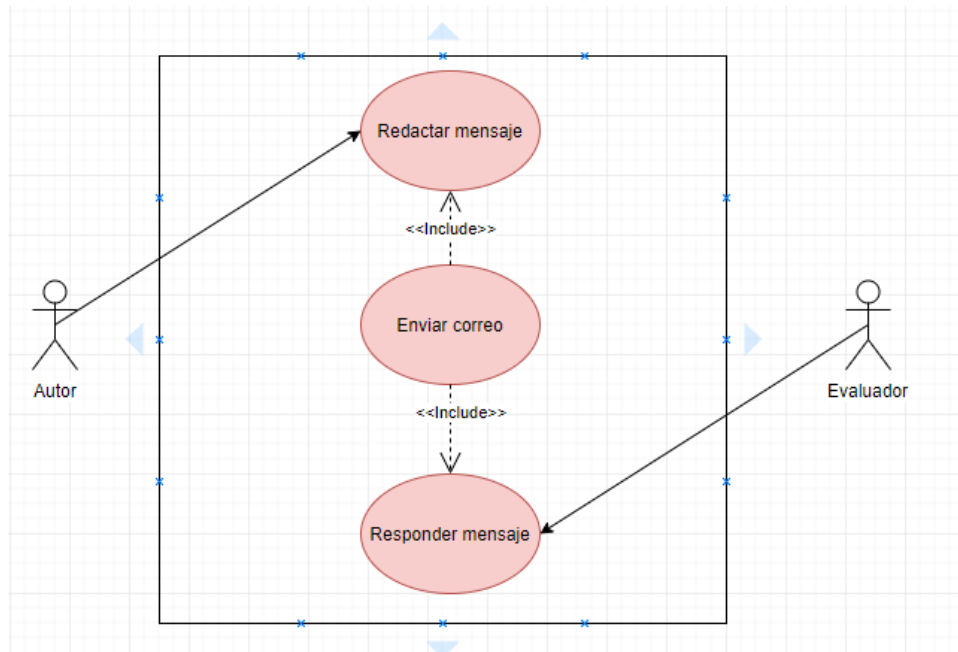 Redactar mensaje
<<Include>>
Enviar correo
Autor
Evaluador
<<Include>>
Responder mensaje